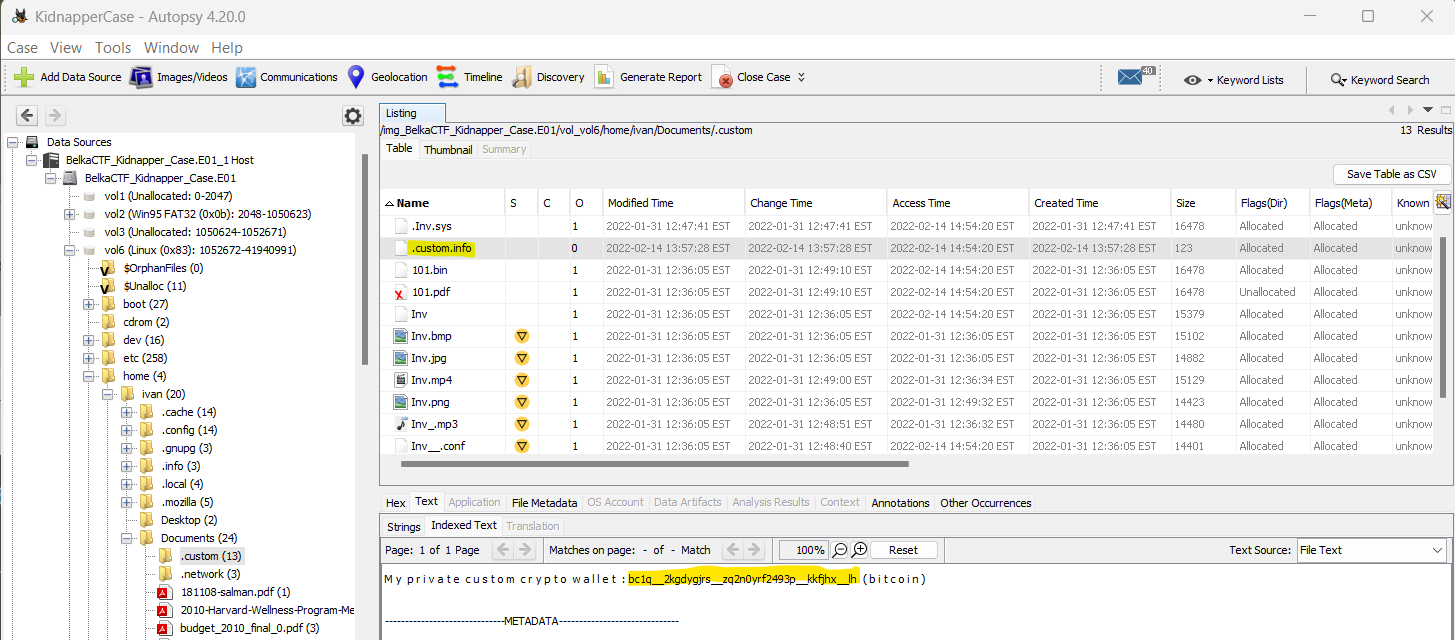 KidnapperCase - Autopsy 4.20.0
Case View Tools Window Help
Add Data Source Images/Videos Communications Geolocation Timeline Discovery Generate Report Close Case 40 Keyword Lists Keyword Search
Listing
/img_BelkaCTF_Kidnapper_Case.E01/vol_vol6/home/ivan/Documents/.custom 13 Results
Table Thumbnail Summary
Save Table as CSV
Data Sources
BelkaCTF_Kidnapper_Case.E01_1 Host
BelkaCTF_Kidnapper_Case.E01
vol1 (Unallocated: 0-2047)
vol2 (Win95 FAT32 (0x0b): 2048-1050623)
vol3 (Unallocated: 1050624-1052671)
vol6 (Linux (0x83): 1052672-41940991)
$OrphanFiles (0)
$Unalloc (11)
boot (27)
cdrom (2)
dev (16)
etc (258)
home (4)
ivan (20)
.cache (14)
.config (14)
.gnupg (3)
.info (3)
.local (4)
.mozilla (5)
Desktop (2)
Documents (24)
.custom (13)
.network (3)
181108-salman.pdf (1)
2010-Harvard-Wellness-Program-Me
budget_2010_final_0.pdf (3)
Name S C O Modified Time Change Time Access Time Created Time Size Flags(Dir) Flags(Meta) Known
.Inv.sys 1 2022-01-31 12:47:41 EST 2022-01-31 12:47:41 EST 2022-02-14 14:54:20 EST 2022-01-31 12:47:41 EST 16478 Allocated Allocated unknow
.custom.info 0 2022-02-14 13:57:28 EST 2022-02-14 13:57:28 EST 2022-02-14 14:54:20 EST 2022-02-14 13:57:28 EST 123 Allocated Allocated unknow
101.bin 1 2022-01-31 12:36:05 EST 2022-01-31 12:49:10 EST 2022-02-14 14:54:20 EST 2022-01-31 12:36:05 EST 16478 Allocated Allocated unknow
101.pdf 1 2022-01-31 12:36:05 EST 2022-01-31 12:49:10 EST 2022-02-14 14:54:20 EST 2022-01-31 12:36:05 EST 16478 Unallocated Allocated unknow
Inv 1 2022-01-31 12:36:05 EST 2022-01-31 12:36:05 EST 2022-02-14 14:54:20 EST 2022-01-31 12:36:05 EST 15379 Allocated Allocated unknow
Inv.bmp 1 2022-01-31 12:36:05 EST 2022-01-31 12:36:05 EST 2022-01-31 12:36:05 EST 2022-01-31 12:36:05 EST 15102 Allocated Allocated unknow
Inv.jpg 1 2022-01-31 12:36:05 EST 2022-01-31 12:36:05 EST 2022-01-31 12:36:05 EST 2022-01-31 12:36:05 EST 14882 Allocated Allocated unknow
Inv.mp4 1 2022-01-31 12:36:05 EST 2022-01-31 12:49:00 EST 2022-01-31 12:36:34 EST 2022-01-31 12:36:05 EST 15129 Allocated Allocated unknow
Inv.png 1 2022-01-31 12:36:05 EST 2022-01-31 12:36:05 EST 2022-01-31 12:49:32 EST 2022-01-31 12:36:05 EST 14423 Allocated Allocated unknow
Inv_.mp3 1 2022-01-31 12:36:05 EST 2022-01-31 12:48:51 EST 2022-01-31 12:36:32 EST 2022-01-31 12:36:05 EST 14480 Allocated Allocated unknow
Inv__.conf 1 2022-01-31 12:36:05 EST 2022-01-31 12:48:40 EST 2022-02-14 14:54:20 EST 2022-01-31 12:36:05 EST 14401 Allocated Allocated unknow
Hex Text Application File Metadata OS Account Data Artifacts Analysis Results Context Annotations Other Occurrences
Strings Indexed Text Translation
Page: 1 of 1 Page Matches on page: - of - Match 100% Reset Text Source: File Text
My private custom crypto wallet : bc1q__2kgdygjrs__zq2n0yrf2493p__kkfjhx__lh (bitcoin)
------------------------------METADATA------------------------------